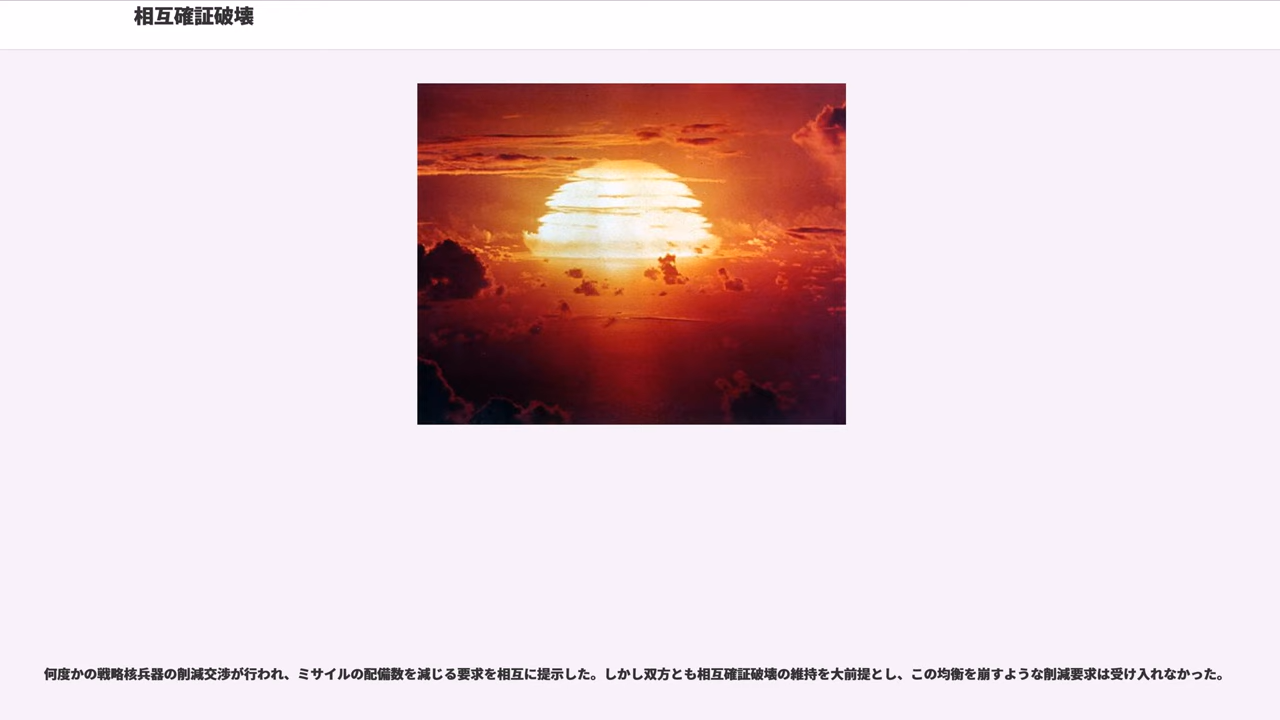 相互確証破壊
何度かの戦略核兵器の削減交渉が行われ、ミサイルの配備数を減じる要求を相互に提示した。しかし双方とも相互確証破壊の維持を大前提とし、この均衡を崩すような削減要求は受け入れなかった。